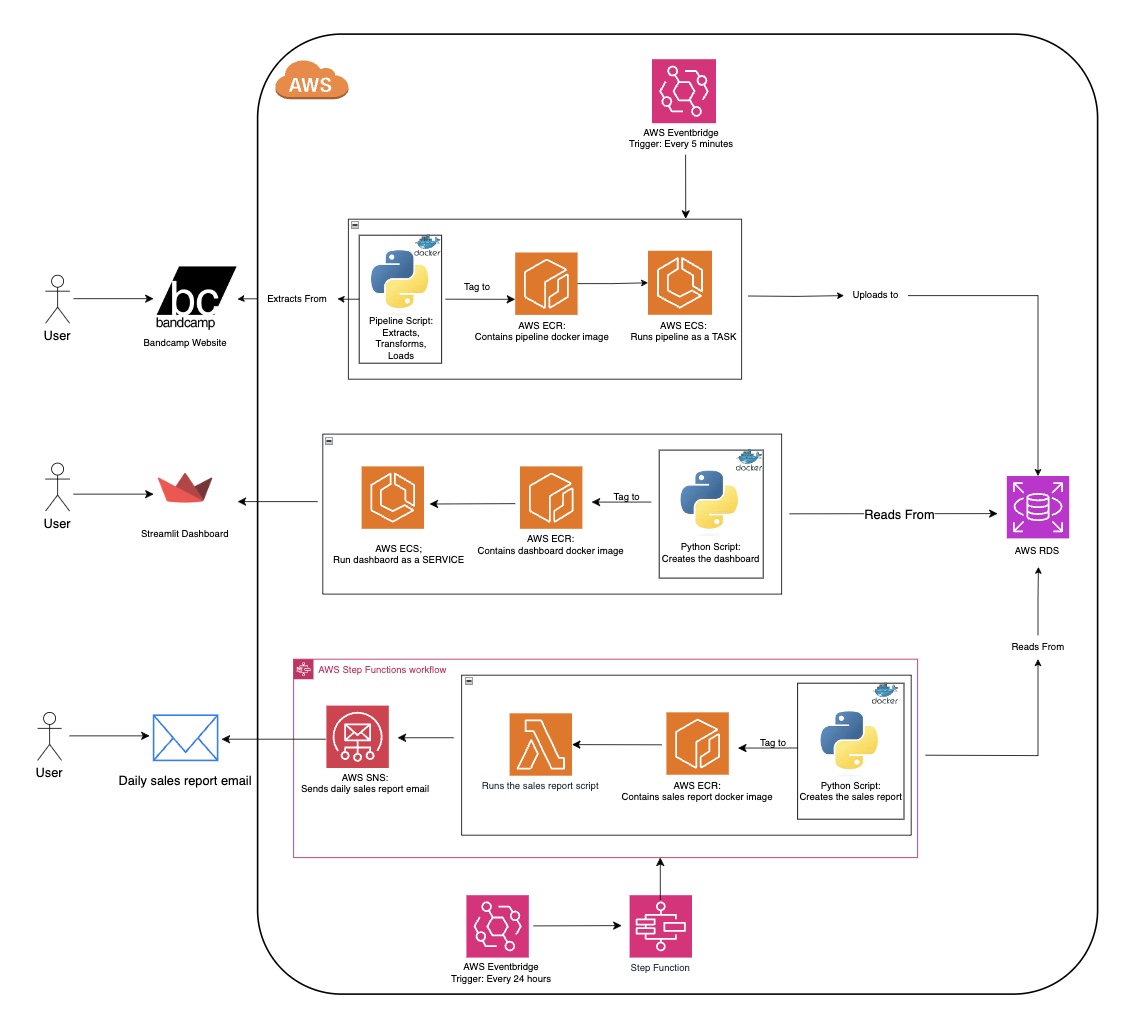 AWS
AWS Eventbridge
Trigger: Every 5 minutes
User
bc
bandcamp
Bandcamp Website
Extracts From
docker
Pipeline Script:
Extracts,
Transforms,
Loads
Tag to
AWS ECR:
Contains pipeline docker image
AWS ECS:
Runs pipeline as a TASK
Uploads to
User
Streamlit Dashboard
AWS ECS;
Run dashbaord as a SERVICE
AWS ECR:
Contains dashboard docker image
Tag to
docker
Python Script:
Creates the dashboard
Reads From
AWS RDS
Reads From
AWS Step Functions workflow
User
Daily sales report email
AWS SNS:
Sends daily sales report email
Runs the sales report script
AWS ECR:
Contains sales report docker image
Tag to
docker
Python Script:
Creates the sales report
AWS Eventbridge
Trigger: Every 24 hours
Step Function